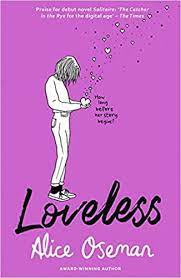 Praise for debut novel Solitaire: 'The Catcher
in the Rye for the digital age' – The Times.
How
long
before
her story
begins?
Loveless
Alice Oseman
AWARD-WINNING AUTHOR